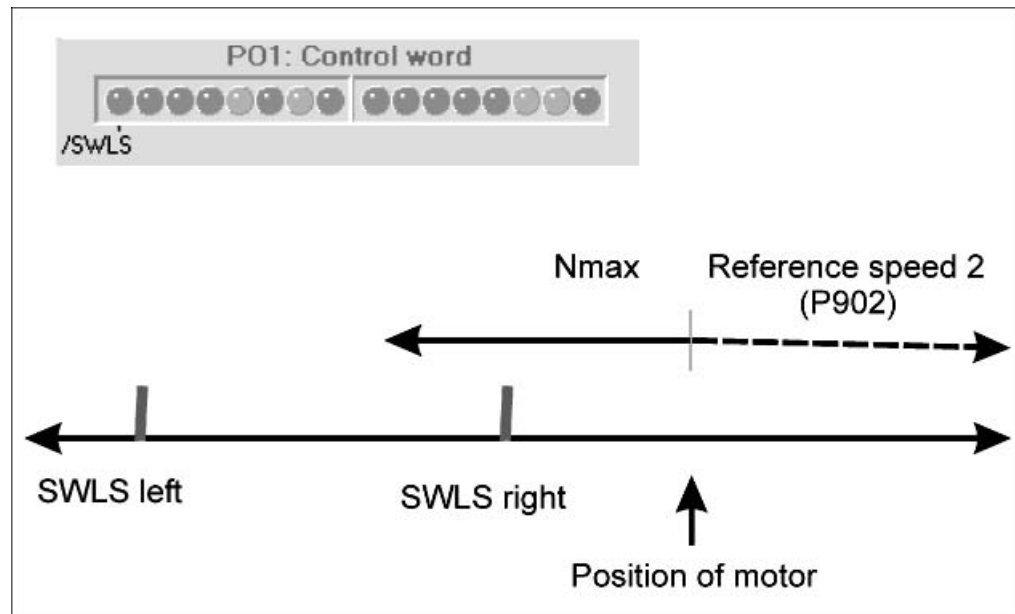 PO1: Control word
/SWLS
Nmax
Reference speed 2
(P902)
SWLS left
SWLS right
Position of motor